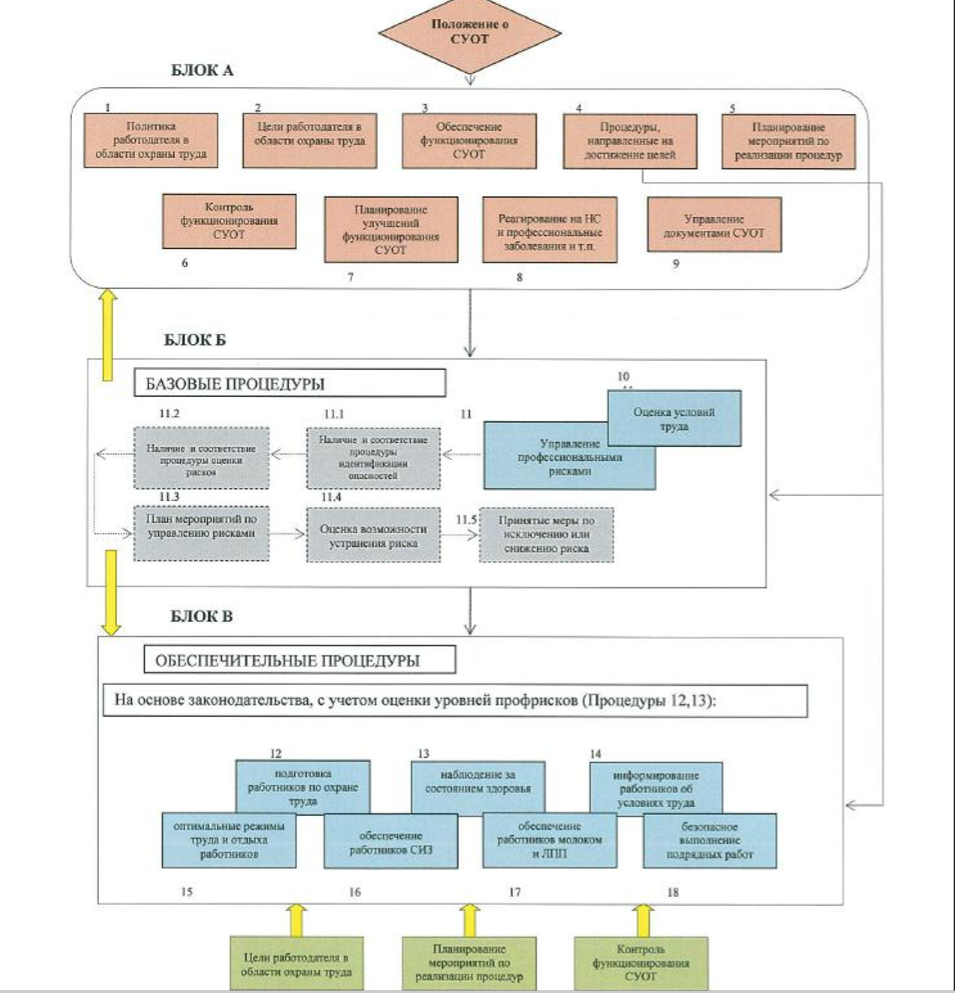 Положение о
СУОТ
БЛОК А
1
2
3
4
5
Политика
работодателя в
области охраны труда
Цели работодателя в
области охраны труда
Обеспечение
функционирования
СУОТ
Процедуры,
направленные на
достижение целей
Планирование
мероприятий по
реализации процедур
Контроль
функционирования
СУОТ
Планирование
улучшений
функционирования
СУОТ
Реагирование на НС
и профессиональные
заболевания и т.п.
Управление
документами СУОТ
6
7
8
9
БЛОК Б
БАЗОВЫЕ ПРОЦЕДУРЫ
10
Оценка условий
труда
11.2
11.1
11
Наличие и соответствие
процедуры оценки
рисков
Наличие и соответствие
процедуры
идентификации
опасностей
Управление
профессиональными
рисками
11.3
11.4
11.5
План мероприятий по
управлению рисками
Оценка возможности
устранения риска
Принятые меры по
исключению или
снижению риска
БЛОК В
ОБЕСПЕЧИТЕЛЬНЫЕ ПРОЦЕДУРЫ
На основе законодательства, с учетом оценки уровней профрисков (Процедуры 12,13):
12
13
14
подготовка
работников по охране
труда
наблюдение за
состоянием здоровья
информирование
работников об
условиях труда
оптимальные режимы
труда и отдыха
работников
обеспечение
работников СИЗ
обеспечение
работников молоком
и ЛПП
безопасное
выполнение
подрядных работ
15
16
17
18
Цели работодателя в
области охраны труда
Планирование
мероприятий по
реализации процедур
Контроль
функционирования
СУОТ